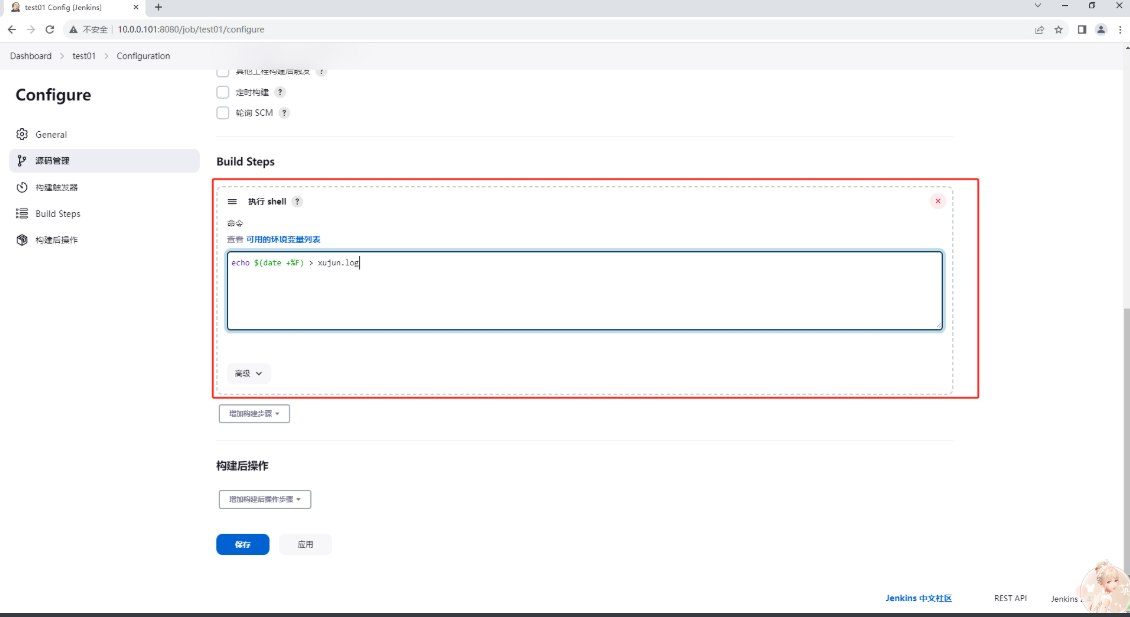 test01 Config [Jenkins]
不安全 10.0.0.101:8080/job/test01/configure
Dashboard > test01 > Configuration
Configure
General
源码管理
构建触发器
Build Steps
构建后操作
其他工程构建后触发 ?
定时构建 ?
轮询 SCM ?
Build Steps
执行 shell ?
命令
查看 可用的环境变量列表
echo $(date +%F) > xujun.log
高级
增加构建步骤
构建后操作
增加构建后操作步骤
保存
应用
Jenkins 中文社区
REST API
Jenkins